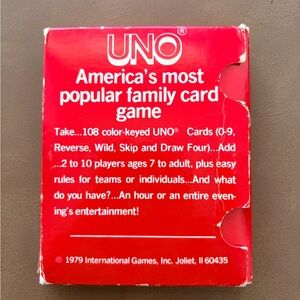 UNO®
America's most
popular family card
game
Take...108 color-keyed UNO® Cards (0-9,
Reverse, Wild, Skip and Draw Four)...Add
...2 to 10 players ages 7 to adult, plus easy
rules for teams or individuals...And what
do you have?...An hour or an entire even-
ing's entertainment!
© 1979 International Games, Inc. Joliet, Il 60435